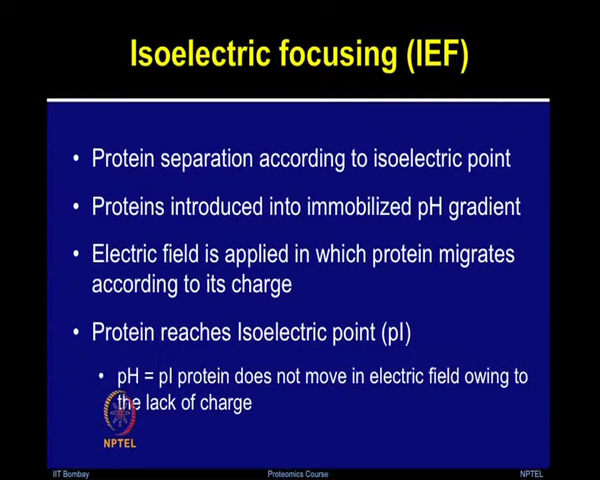 Isoelectric focusing (IEF)
• Protein separation according to isoelectric point
• Proteins introduced into immobilized pH gradient
• Electric field is applied in which protein migrates
according to its charge
• Protein reaches Isoelectric point (pI)
• pH = pI protein does not move in electric field owing to
the lack of charge
NPTEL
IIT Bombay
Proteomics Course
NPTEL